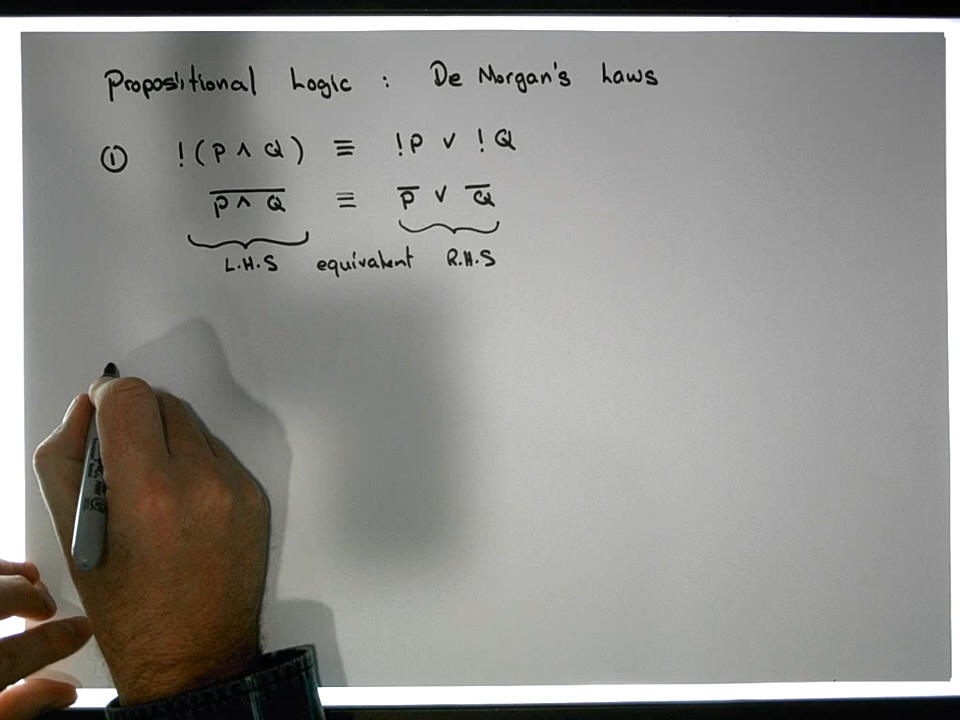 Propositional Logic : De Morgan's Laws
① !(P ∧ Q) ≡ !P ∨ !Q
P̅ ̅∧̅ ̅Q̅ ≡ P̅ ∨ Q̅
L.H.S equivalent R.H.S